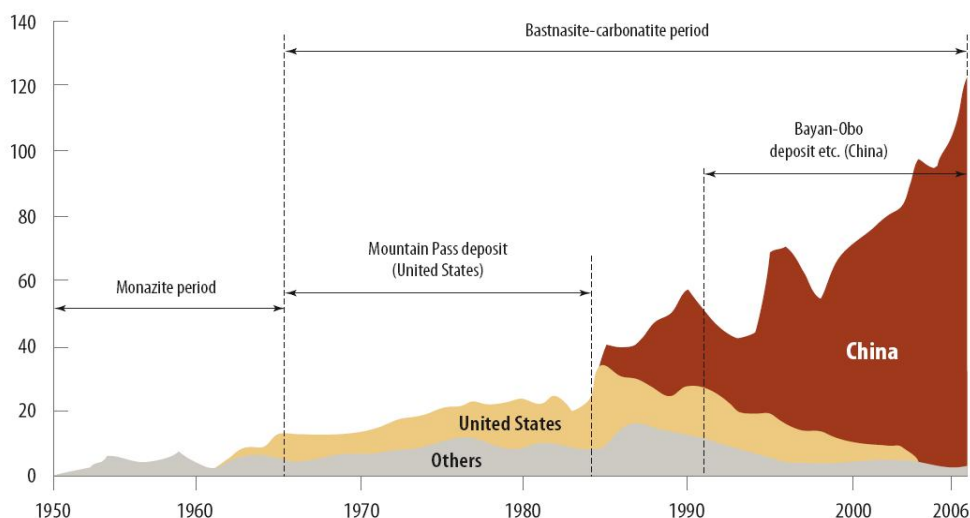 140
120
100
80
60
40
20
0
Bastnasite-carbonatite period
Bayan-Obo
deposit etc. (China)
Mountain Pass deposit
(United States)
Monazite period
China
United States
Others
1950 1960 1970 1980 1990 2000 2006